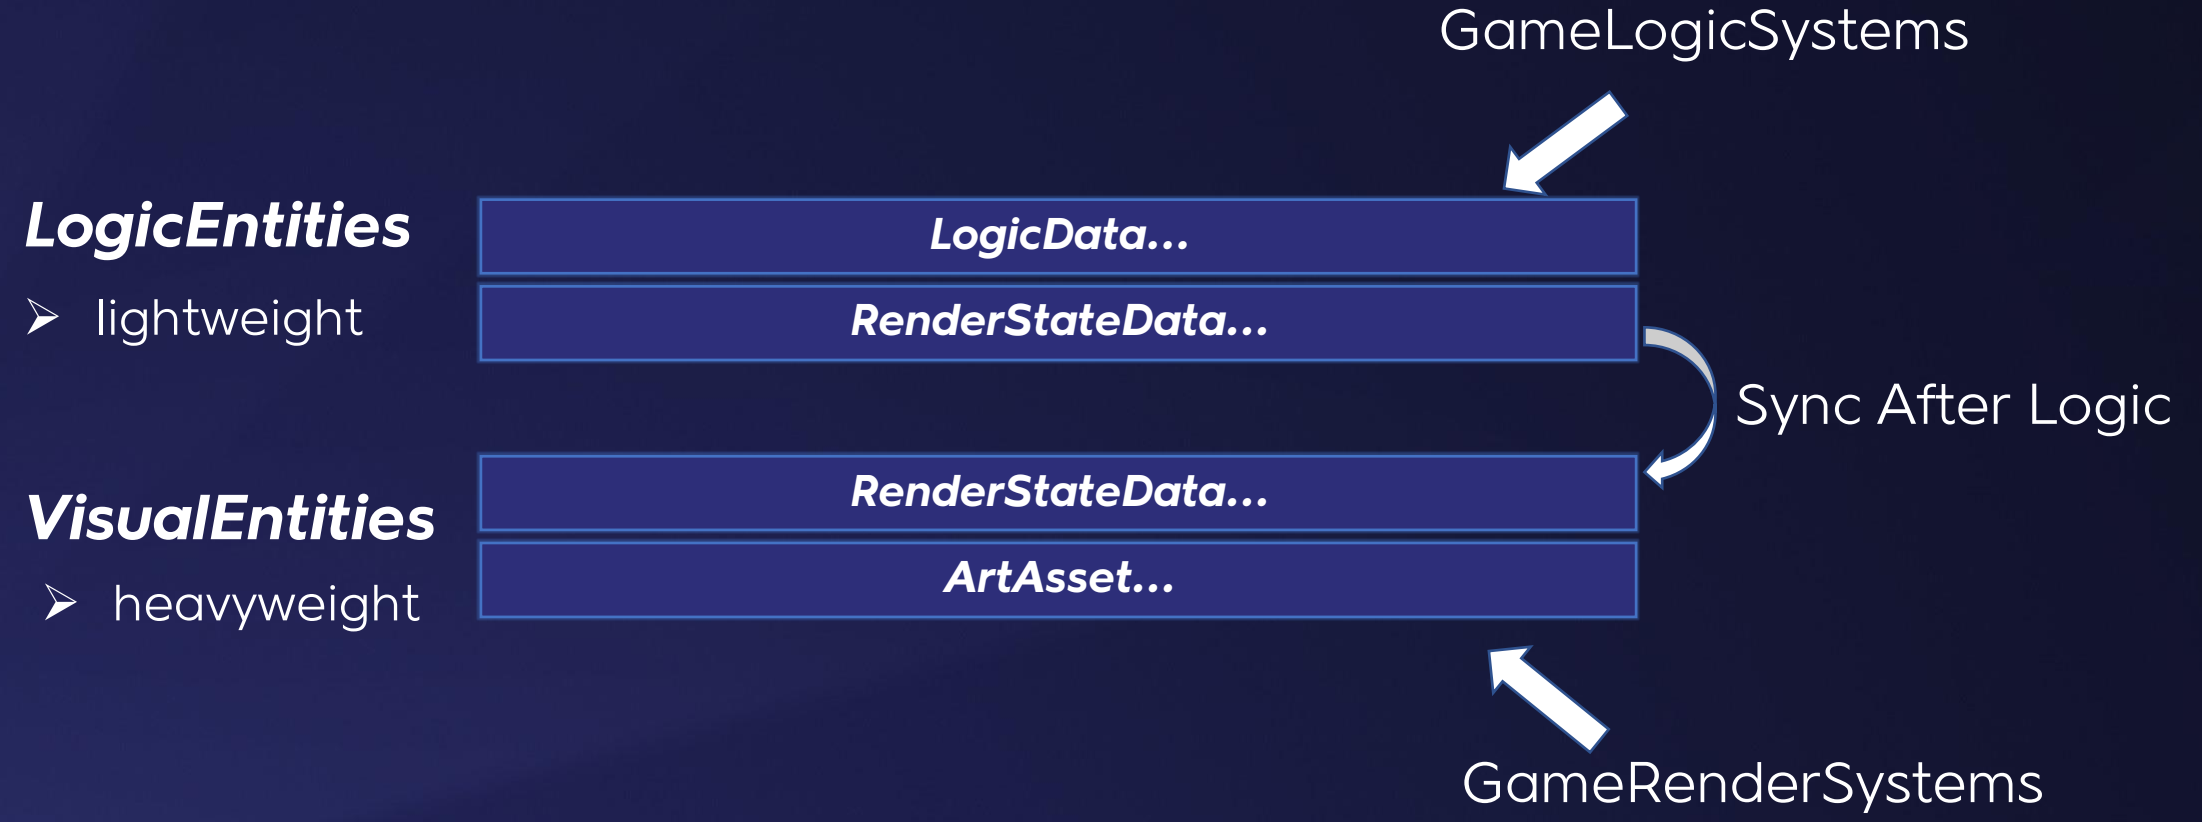 GameLogicSystems
LogicEntities
LogicData...
lightweight
RenderStateData...
Sync After Logic
VisualEntities
RenderStateData...
heavyweight
ArtAsset...
GameRenderSystems